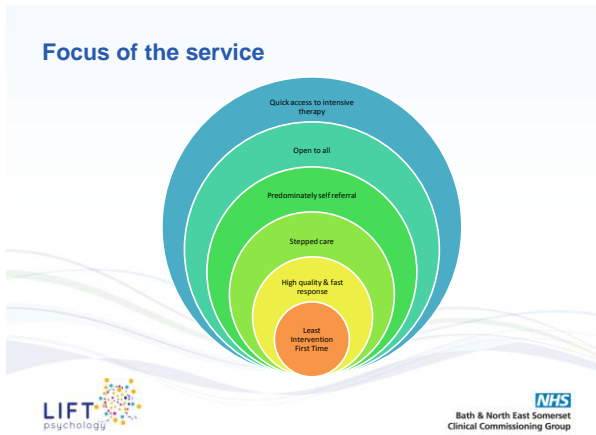 Focus of the service
Quick access to intensive
therapy
Open to all
Predominately self referral
Stepped care
High quality & fast
response
Least
Intervention
First Time
LIFT
psychology
NHS
Bath & North East Somerset
Clinical Commissioning Group